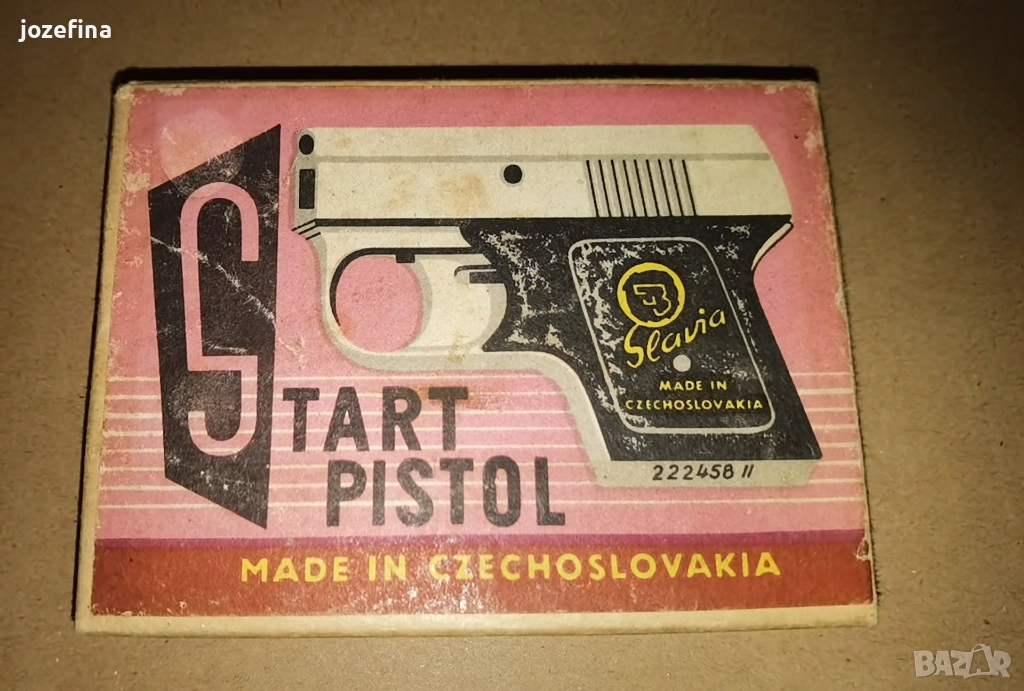 jozefina
START
PISTOL
Slavia
MADE IN
CZECHOSLOVAKIA
222458 II
MADE IN CZECHOSLOVAKIA
BAZAR